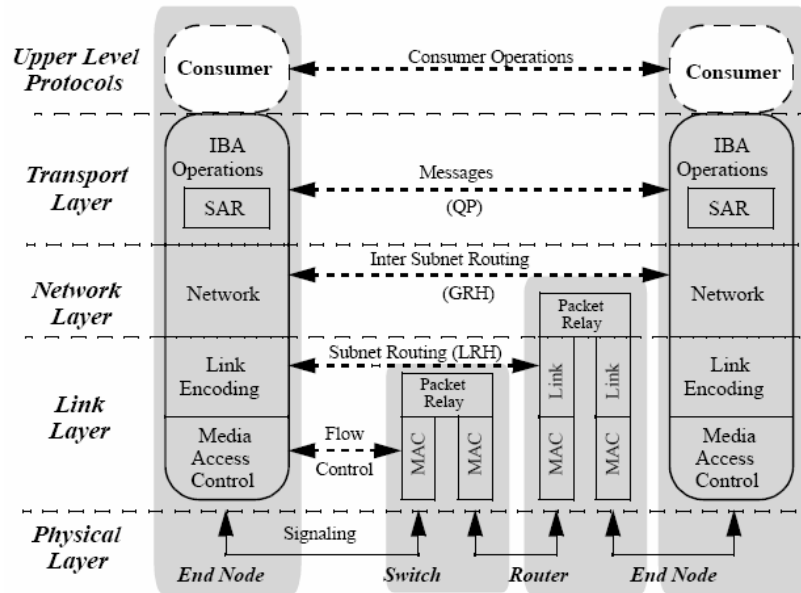 Upper Level
Protocols
Consumer
Consumer Operations
Consumer
Transport
Layer
IBA
Operations
SAR
Messages
(QP)
IBA
Operations
SAR
Network
Layer
Network
Inter Subnet Routing
(GRH)
Packet
Relay
Network
Link
Layer
Link
Encoding
Subnet Routing (LRH)
Packet
Relay
Link
Link
Link
Encoding
Media
Access
Control
Flow
Control
MAC
MAC
MAC
MAC
Media
Access
Control
Physical
Layer
Signaling
End Node
Switch
Router
End Node